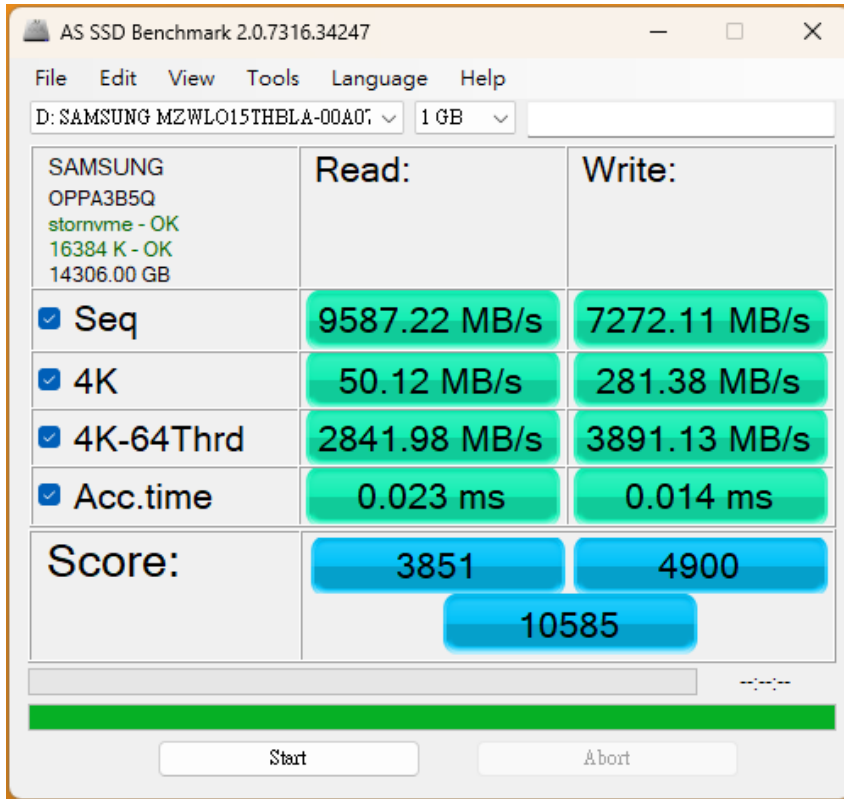 AS SSD Benchmark 2.0.7316.34247
File Edit View Tools Language Help
D: SAMSUNG MZWLO15THBLA-00A07 1 GB
SAMSUNG
OPPA3B5Q
stornvme - OK
16384 K - OK
14306.00 GB
Read: Write:
Seq 9587.22 MB/s 7272.11 MB/s
4K 50.12 MB/s 281.38 MB/s
4K-64Thrd 2841.98 MB/s 3891.13 MB/s
Acc.time 0.023 ms 0.014 ms
Score: 3851 4900
10585
--:--:--
Start Abort